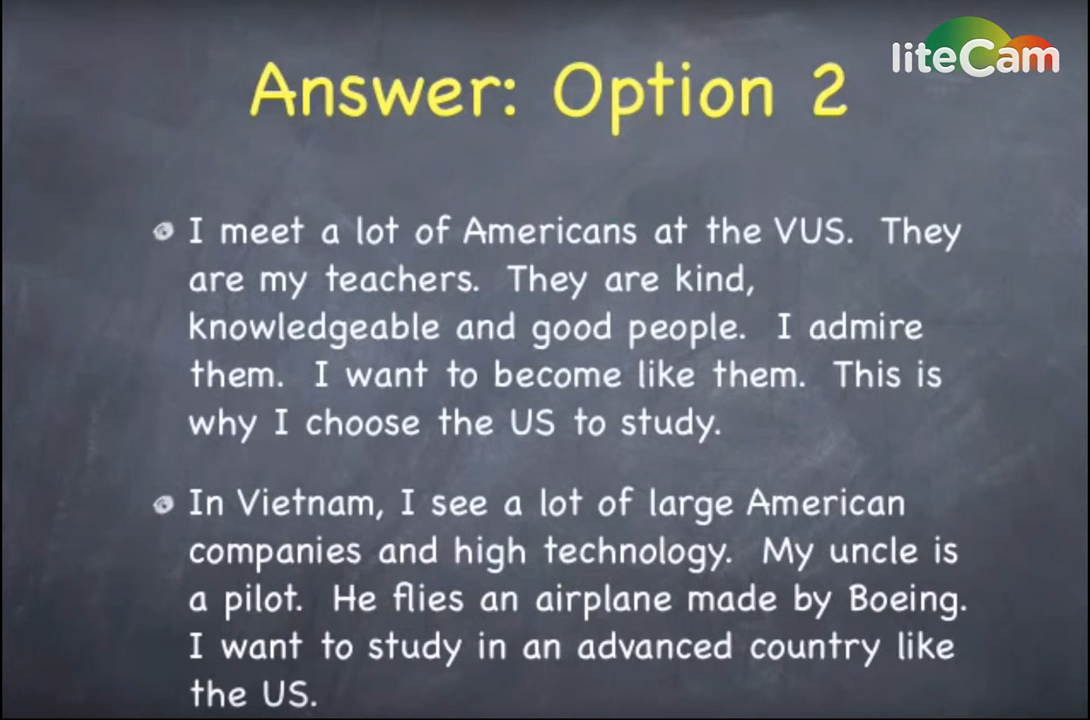 liteCam
Answer: Option 2
I meet a lot of Americans at the VUS. They
are my teachers. They are kind,
knowledgeable and good people. I admire
them. I want to become like them. This is
why I choose the US to study.
In Vietnam, I see a lot of large American
companies and high technology. My uncle is
a pilot. He flies an airplane made by Boeing.
I want to study in an advanced country like
the US.